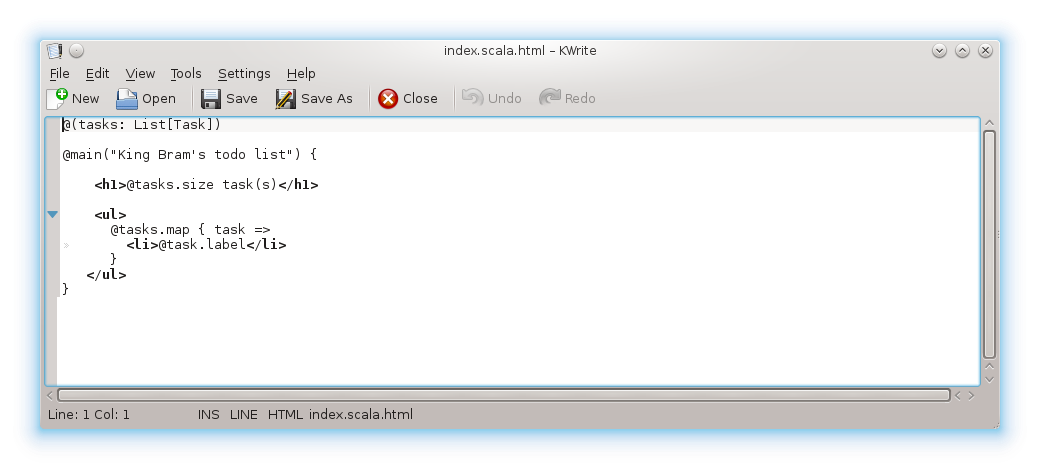 index.scala.html – KWrite
File Edit View Tools Settings Help
New Open Save Save As Close Undo Redo
@(tasks: List[Task])
@main("King Bram's todo list") {
<h1>@tasks.size task(s)</h1>
<ul>
@tasks.map { task =>
<li>@task.label</li>
}
</ul>
}
Line: 1 Col: 1 INS LINE HTML index.scala.html